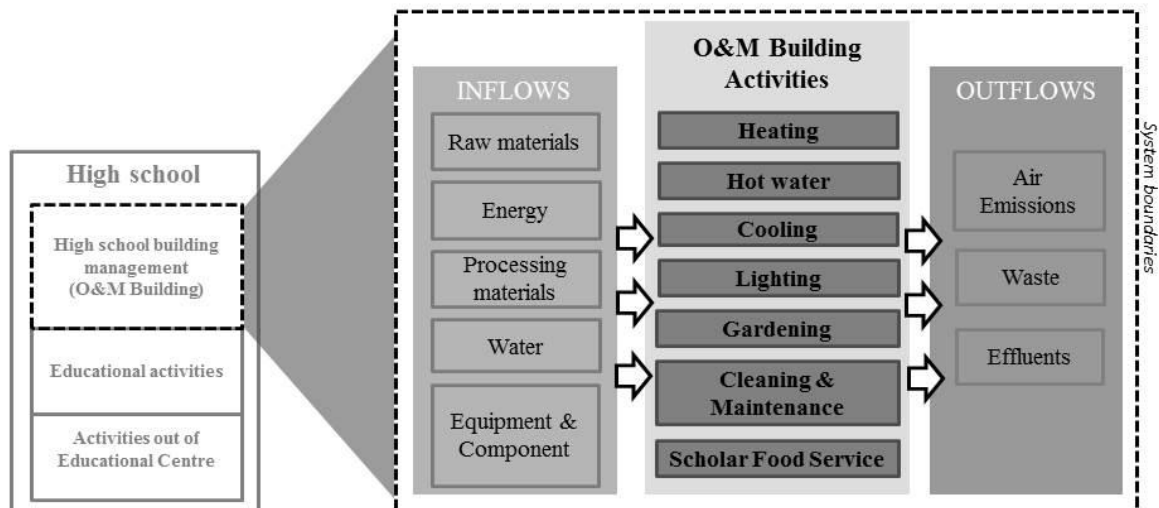 High school
High school building
management
(O&M Building)
Educational activities
Activities out of
Educational Centre
INFLOWS
Raw materials
Energy
Processing
materials
Water
Equipment &
Component
O&M Building
Activities
Heating
Hot water
Cooling
Lighting
Gardening
Cleaning &
Maintenance
Scholar Food Service
OUTFLOWS
Air
Emissions
Waste
Effluents
System boundaries